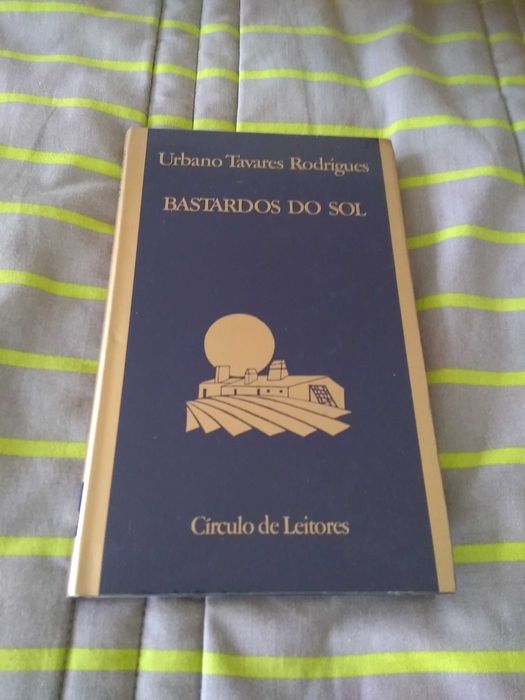 Urbano Tavares Rodrigues
BASTARDOS DO SOL
Círculo de Leitores